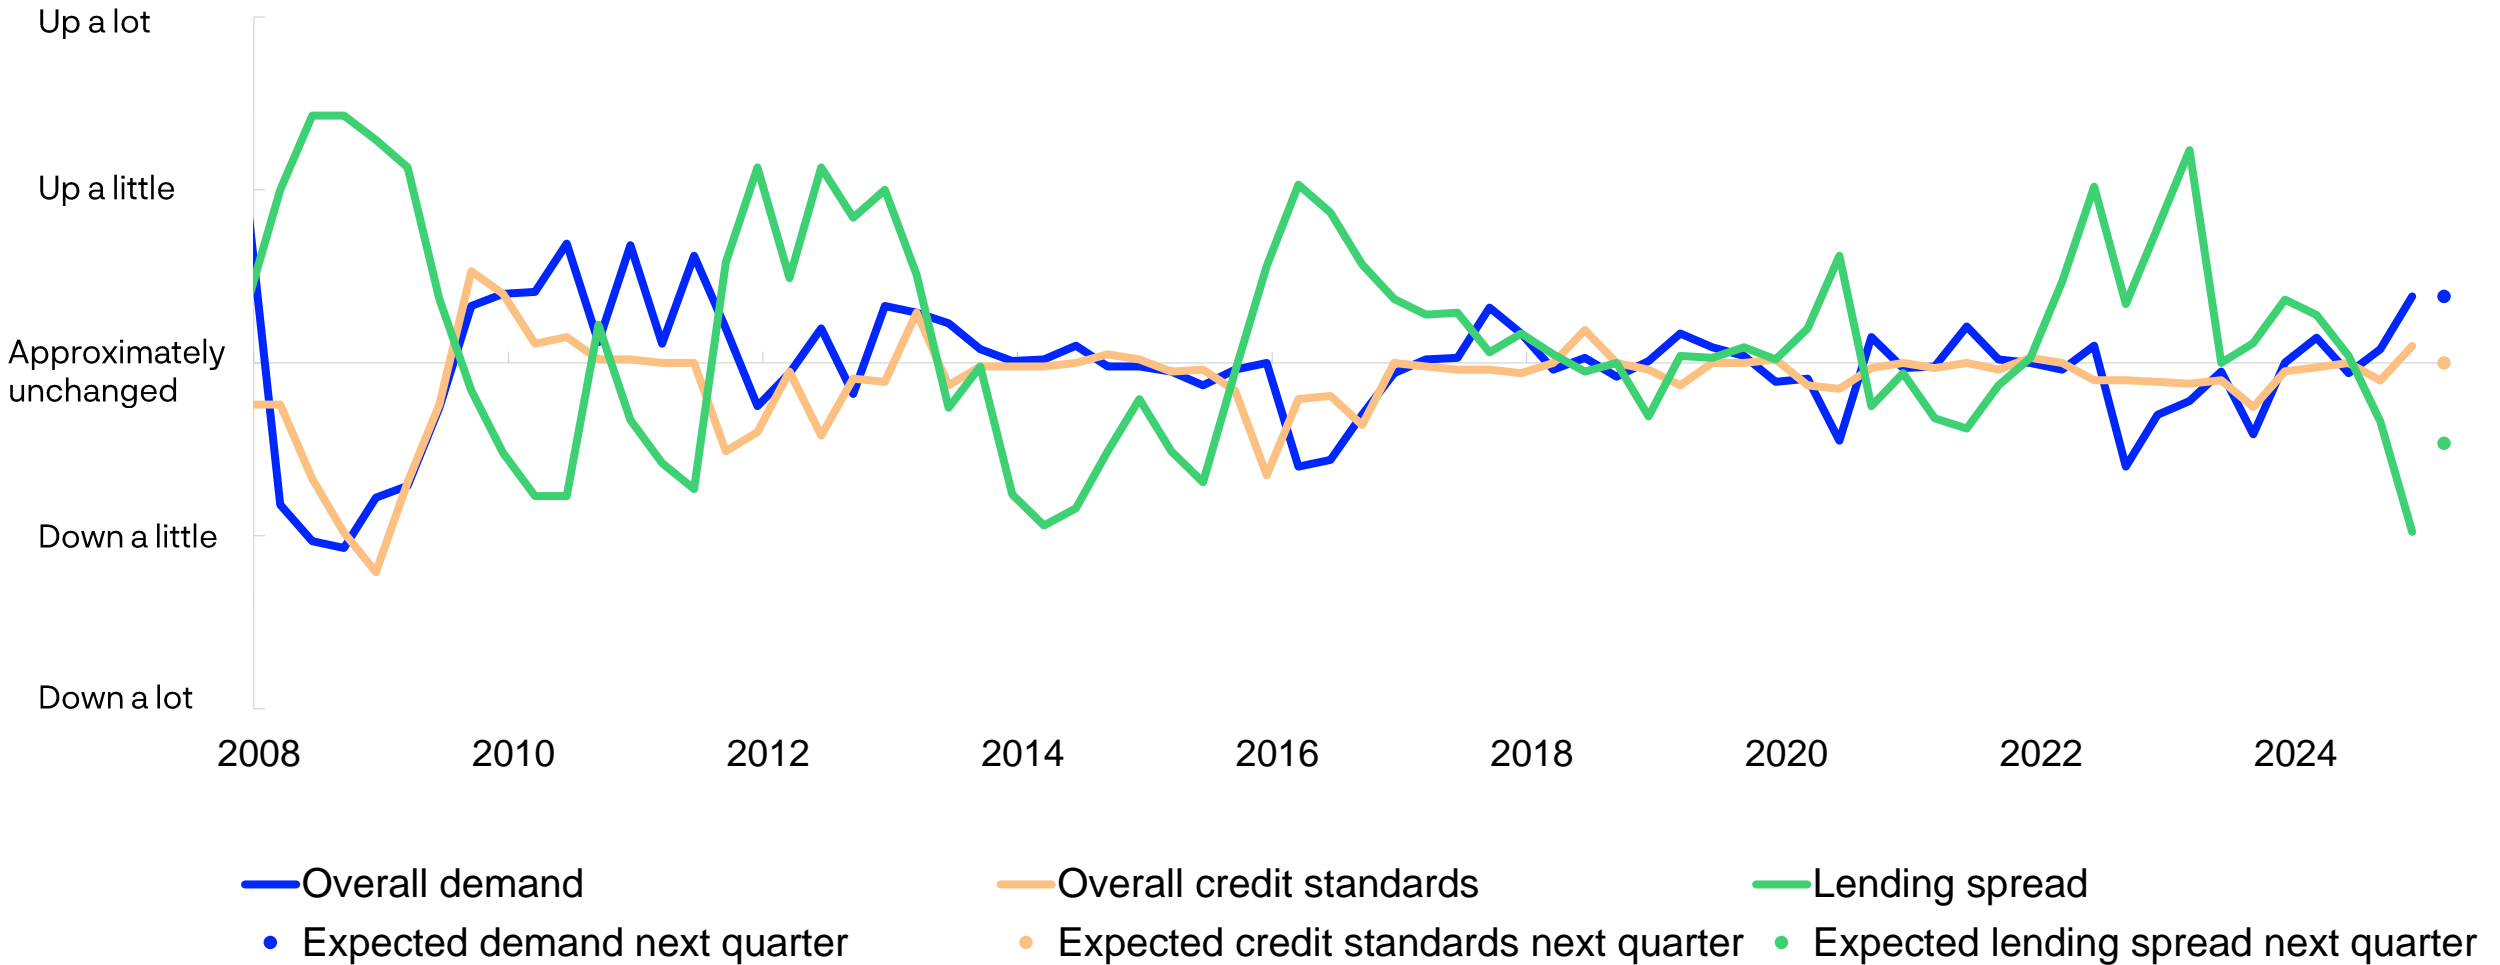 Up a lot
Up a little
Approximately
unchanged
Down a little
Down a lot
2008 2010 2012 2014 2016 2018 2020 2022 2024
Overall demand Overall credit standards Lending spread
Expected demand next quarter Expected credit standards next quarter Expected lending spread next quarter